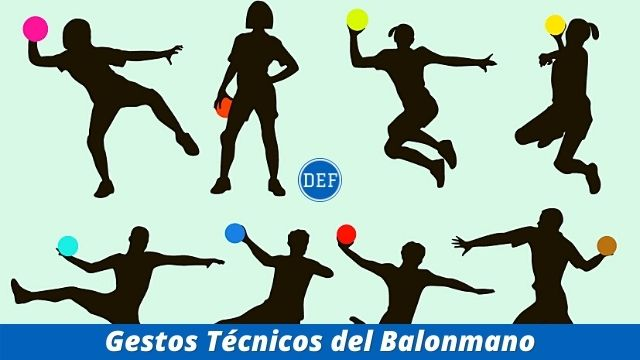 DEF
Gestos Técnicos del Balonmano